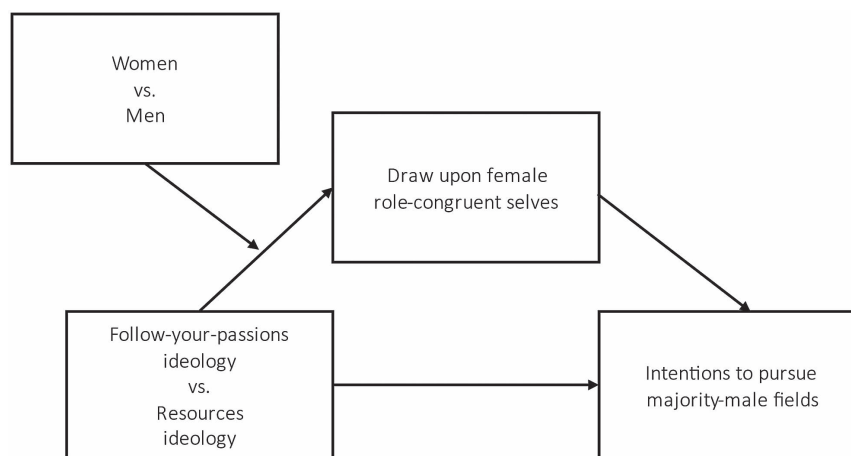 Women
vs.
Men
Draw upon female
role-congruent selves
Follow-your-passions
ideology
vs.
Resources
ideology
Intentions to pursue
majority-male fields